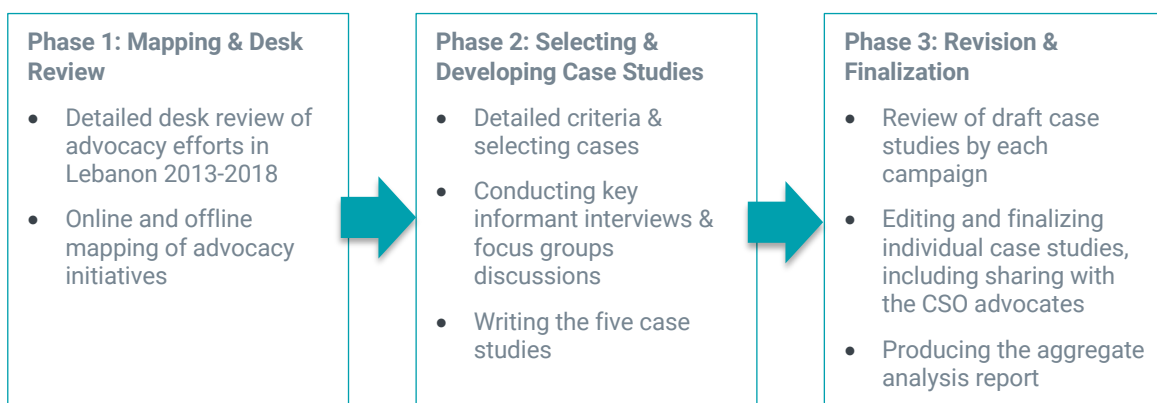 Phase 1: Mapping & Desk
Review
● Detailed desk review of
advocacy efforts in
Lebanon 2013-2018
● Online and offline
mapping of advocacy
initiatives
Phase 2: Selecting &
Developing Case Studies
● Detailed criteria &
selecting cases
● Conducting key
informant interviews &
focus groups
discussions
● Writing the five case
studies
Phase 3: Revision &
Finalization
● Review of draft case
studies by each
campaign
● Editing and finalizing
individual case studies,
including sharing with
the CSO advocates
● Producing the aggregate
analysis report